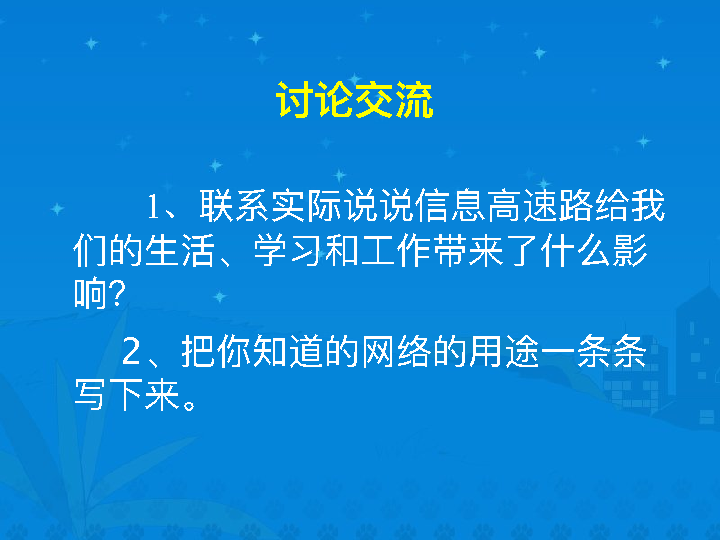 讨论交流
1、联系实际说说信息高速路给我
们的生活、学习和工作带来了什么影
响?
２、把你知道的网络的用途一条条
写下来。